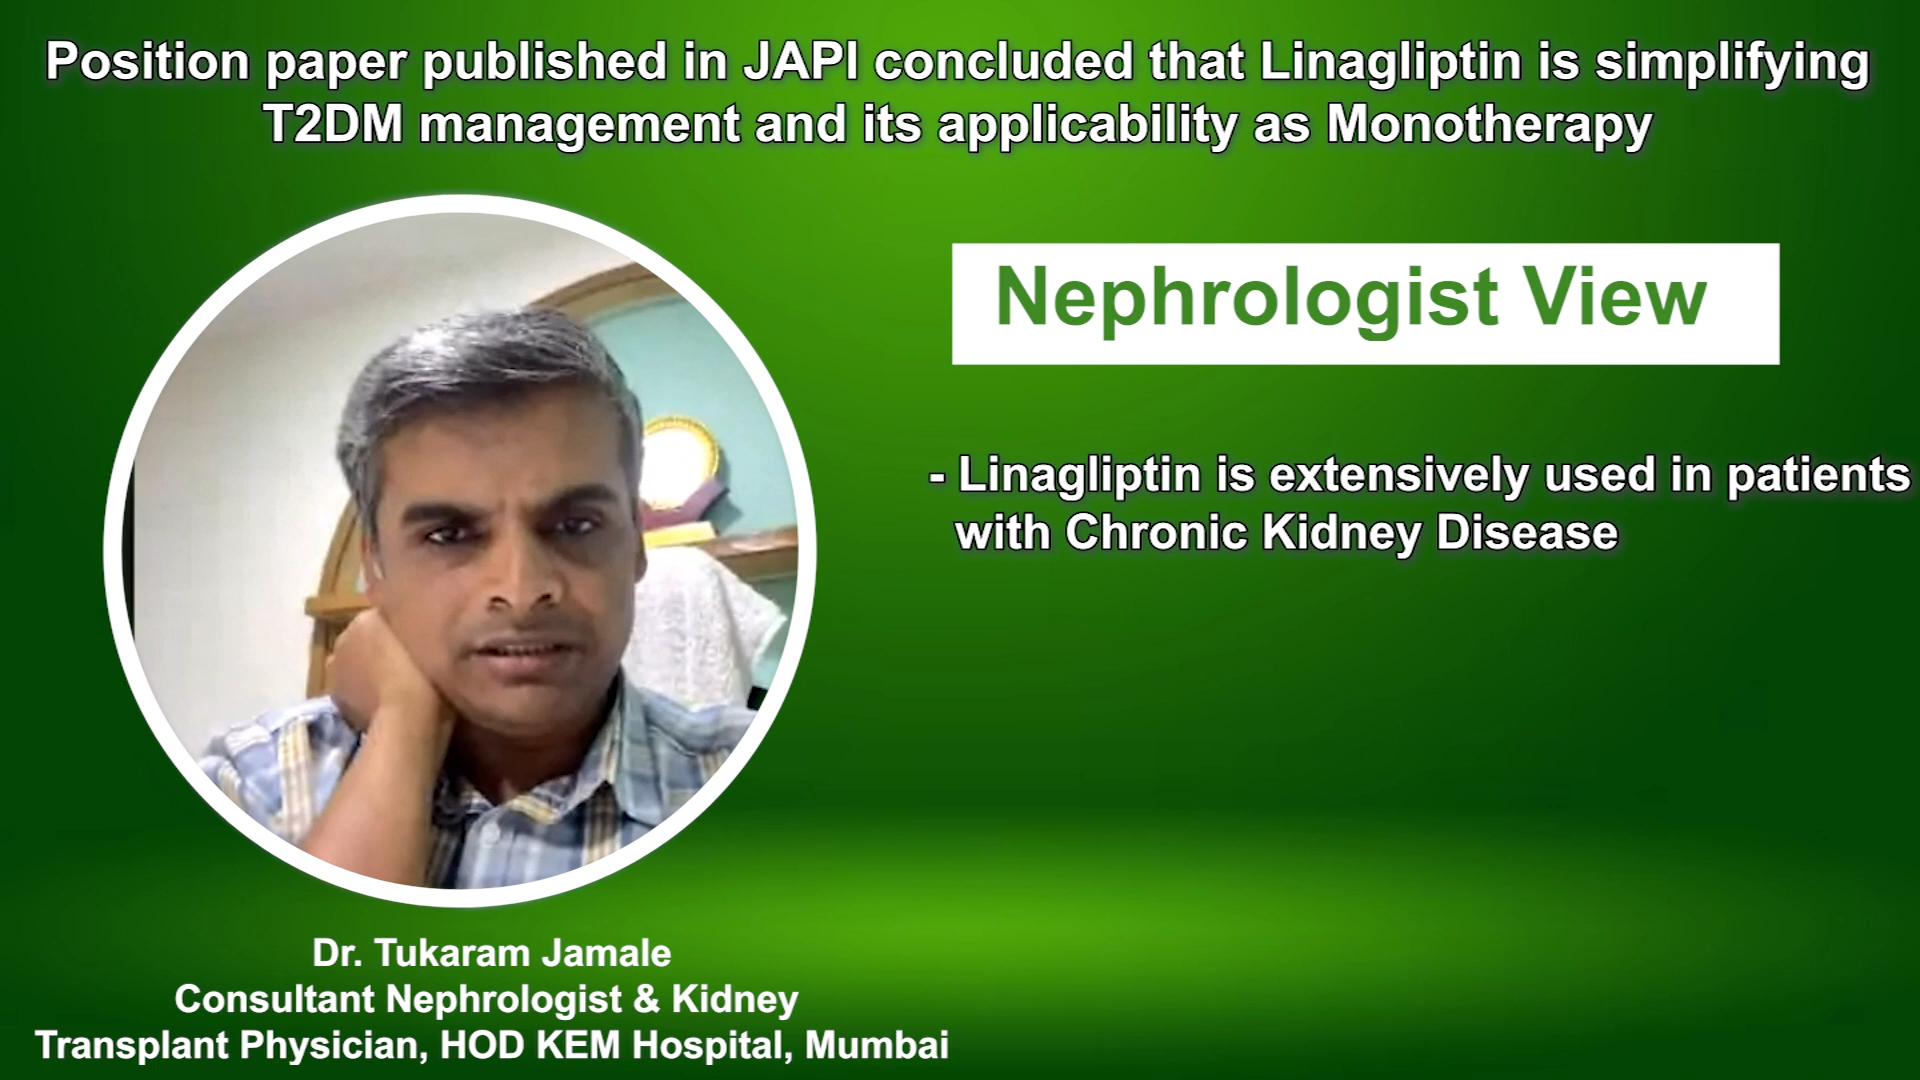 Position paper published in JAPI concluded that Linagliptin is simplifying
T2DM management and its applicability as Monotherapy
Nephrologist View
- Linagliptin is extensively used in patients
with Chronic Kidney Disease
Dr. Tukaram Jamale
Consultant Nephrologist & Kidney
Transplant Physician, HOD KEM Hospital, Mumbai